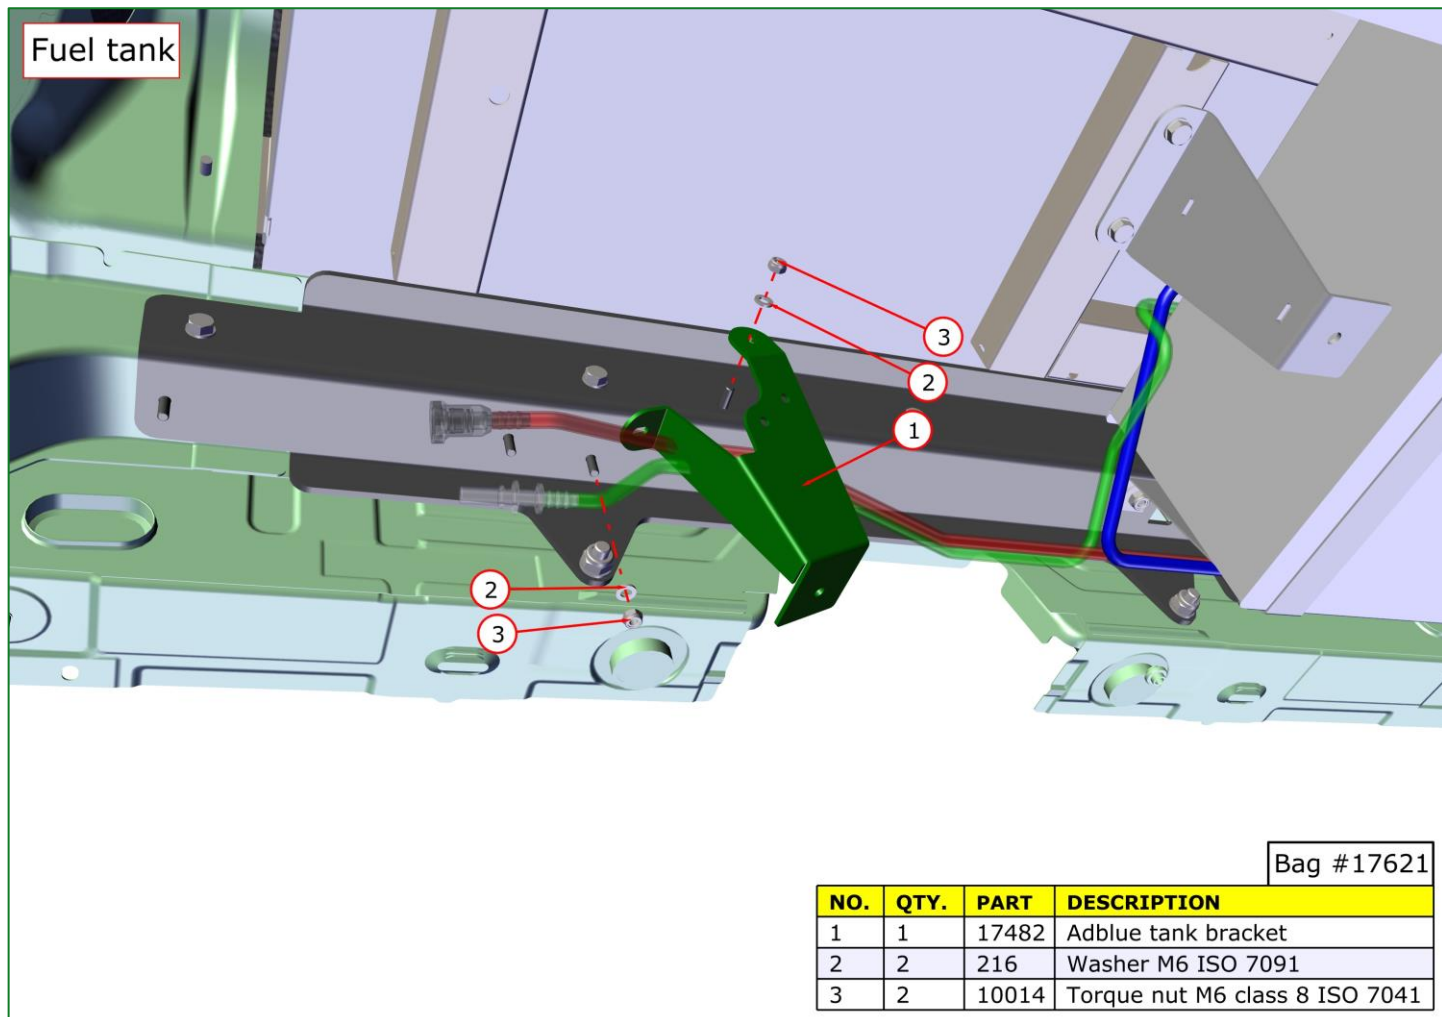 Fuel tank
3
2
1
2
3
Bag #17621
NO. QTY. PART DESCRIPTION
1 1 17482 Adblue tank bracket
2 2 216 Washer M6 ISO 7091
3 2 10014 Torque nut M6 class 8 ISO 7041